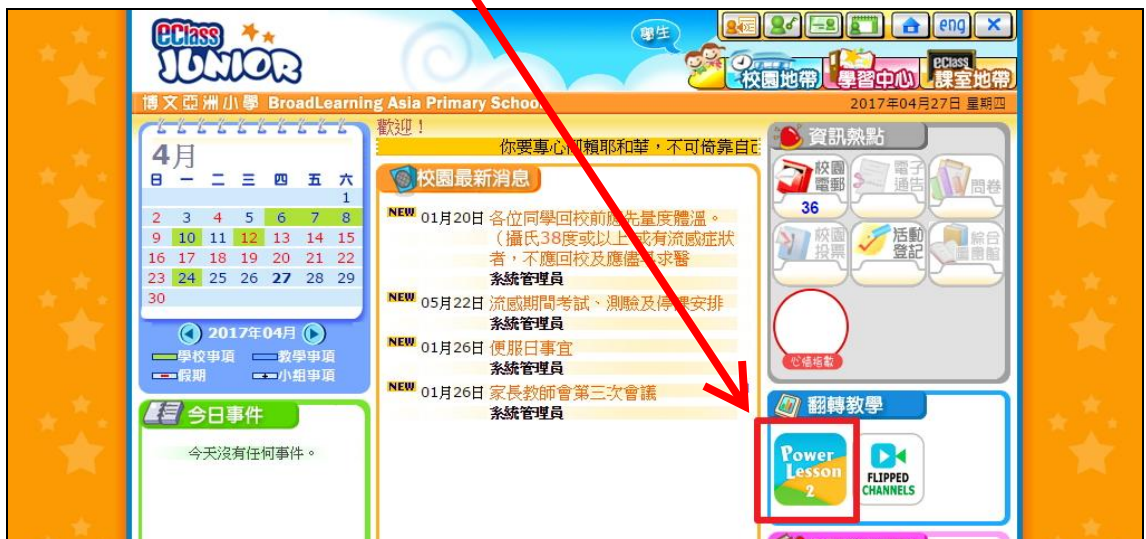 eClass
JUNIOR
學生
eng
校園地帶
學習中心
eClass
課室地帶
博文亞洲小學 BroadLearning Asia Primary School
2017年04月27日 星期四
4月
日 一 二 三 四 五 六
1
2 3 4 5 6 7 8
9 10 11 12 13 14 15
16 17 18 19 20 21 22
23 24 25 26 27 28 29
30
2017年04月
學校事項
教學事項
假期
小組事項
今日事件
今天沒有任何事件。
歡迎！
你要專心仰賴耶和華，不可倚靠自
校園最新消息
NEW 01月20日 各位同學回校前應先量度體溫。
（攝氏38度或以上 或有流感症狀
者，不應回校及應儘 求醫
系統管理員
NEW 05月22日 流感期間考試、測驗及停課安排
系統管理員
NEW 01月26日 便服日事宜
系統管理員
NEW 01月26日 家長教師會第三次會議
系統管理員
資訊熱點
校園
電郵
36
電子
通告
問卷
校園
投票
活動
登記
綜合
圖書館
心情指數
翻轉教學
Power
Lesson
2
FLIPPED
CHANNELS